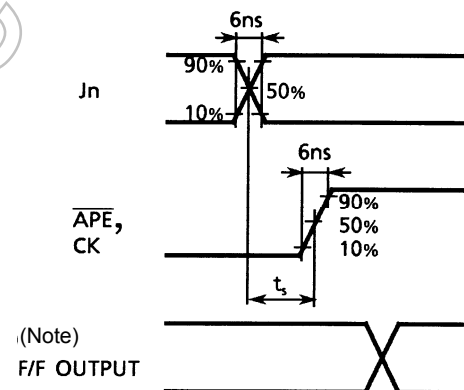 6ns
90%
Jn
50%
10%
6ns
90%
APE,
50%
CK
10%
ts
(Note)
F/F OUTPUT